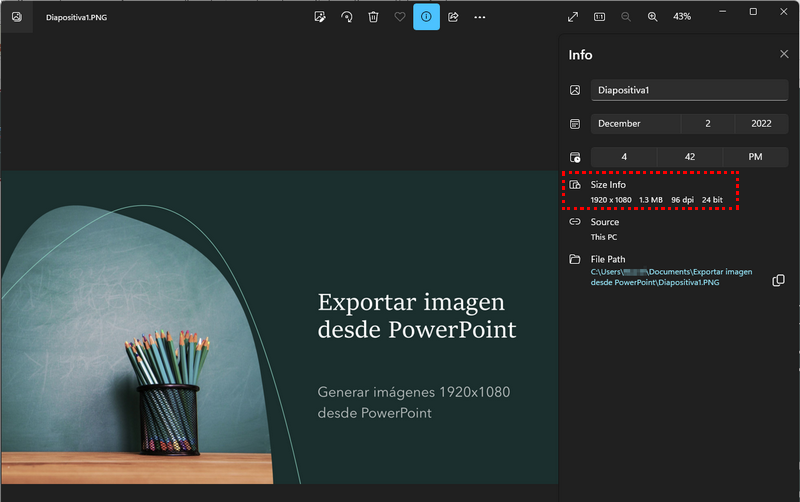 Diapositiva1.PNG
43%
Info
Diapositiva1
December 2 2022
4 42 PM
Size Info
1920 x 1080 1.3 MB 96 dpi 24 bit
Source
This PC
File Path
C:\Users\ \Documents\Exportar imagen
desde PowerPoint\Diapositiva1.PNG
Exportar imagen
desde PowerPoint
Generar imágenes 1920x1080
desde PowerPoint